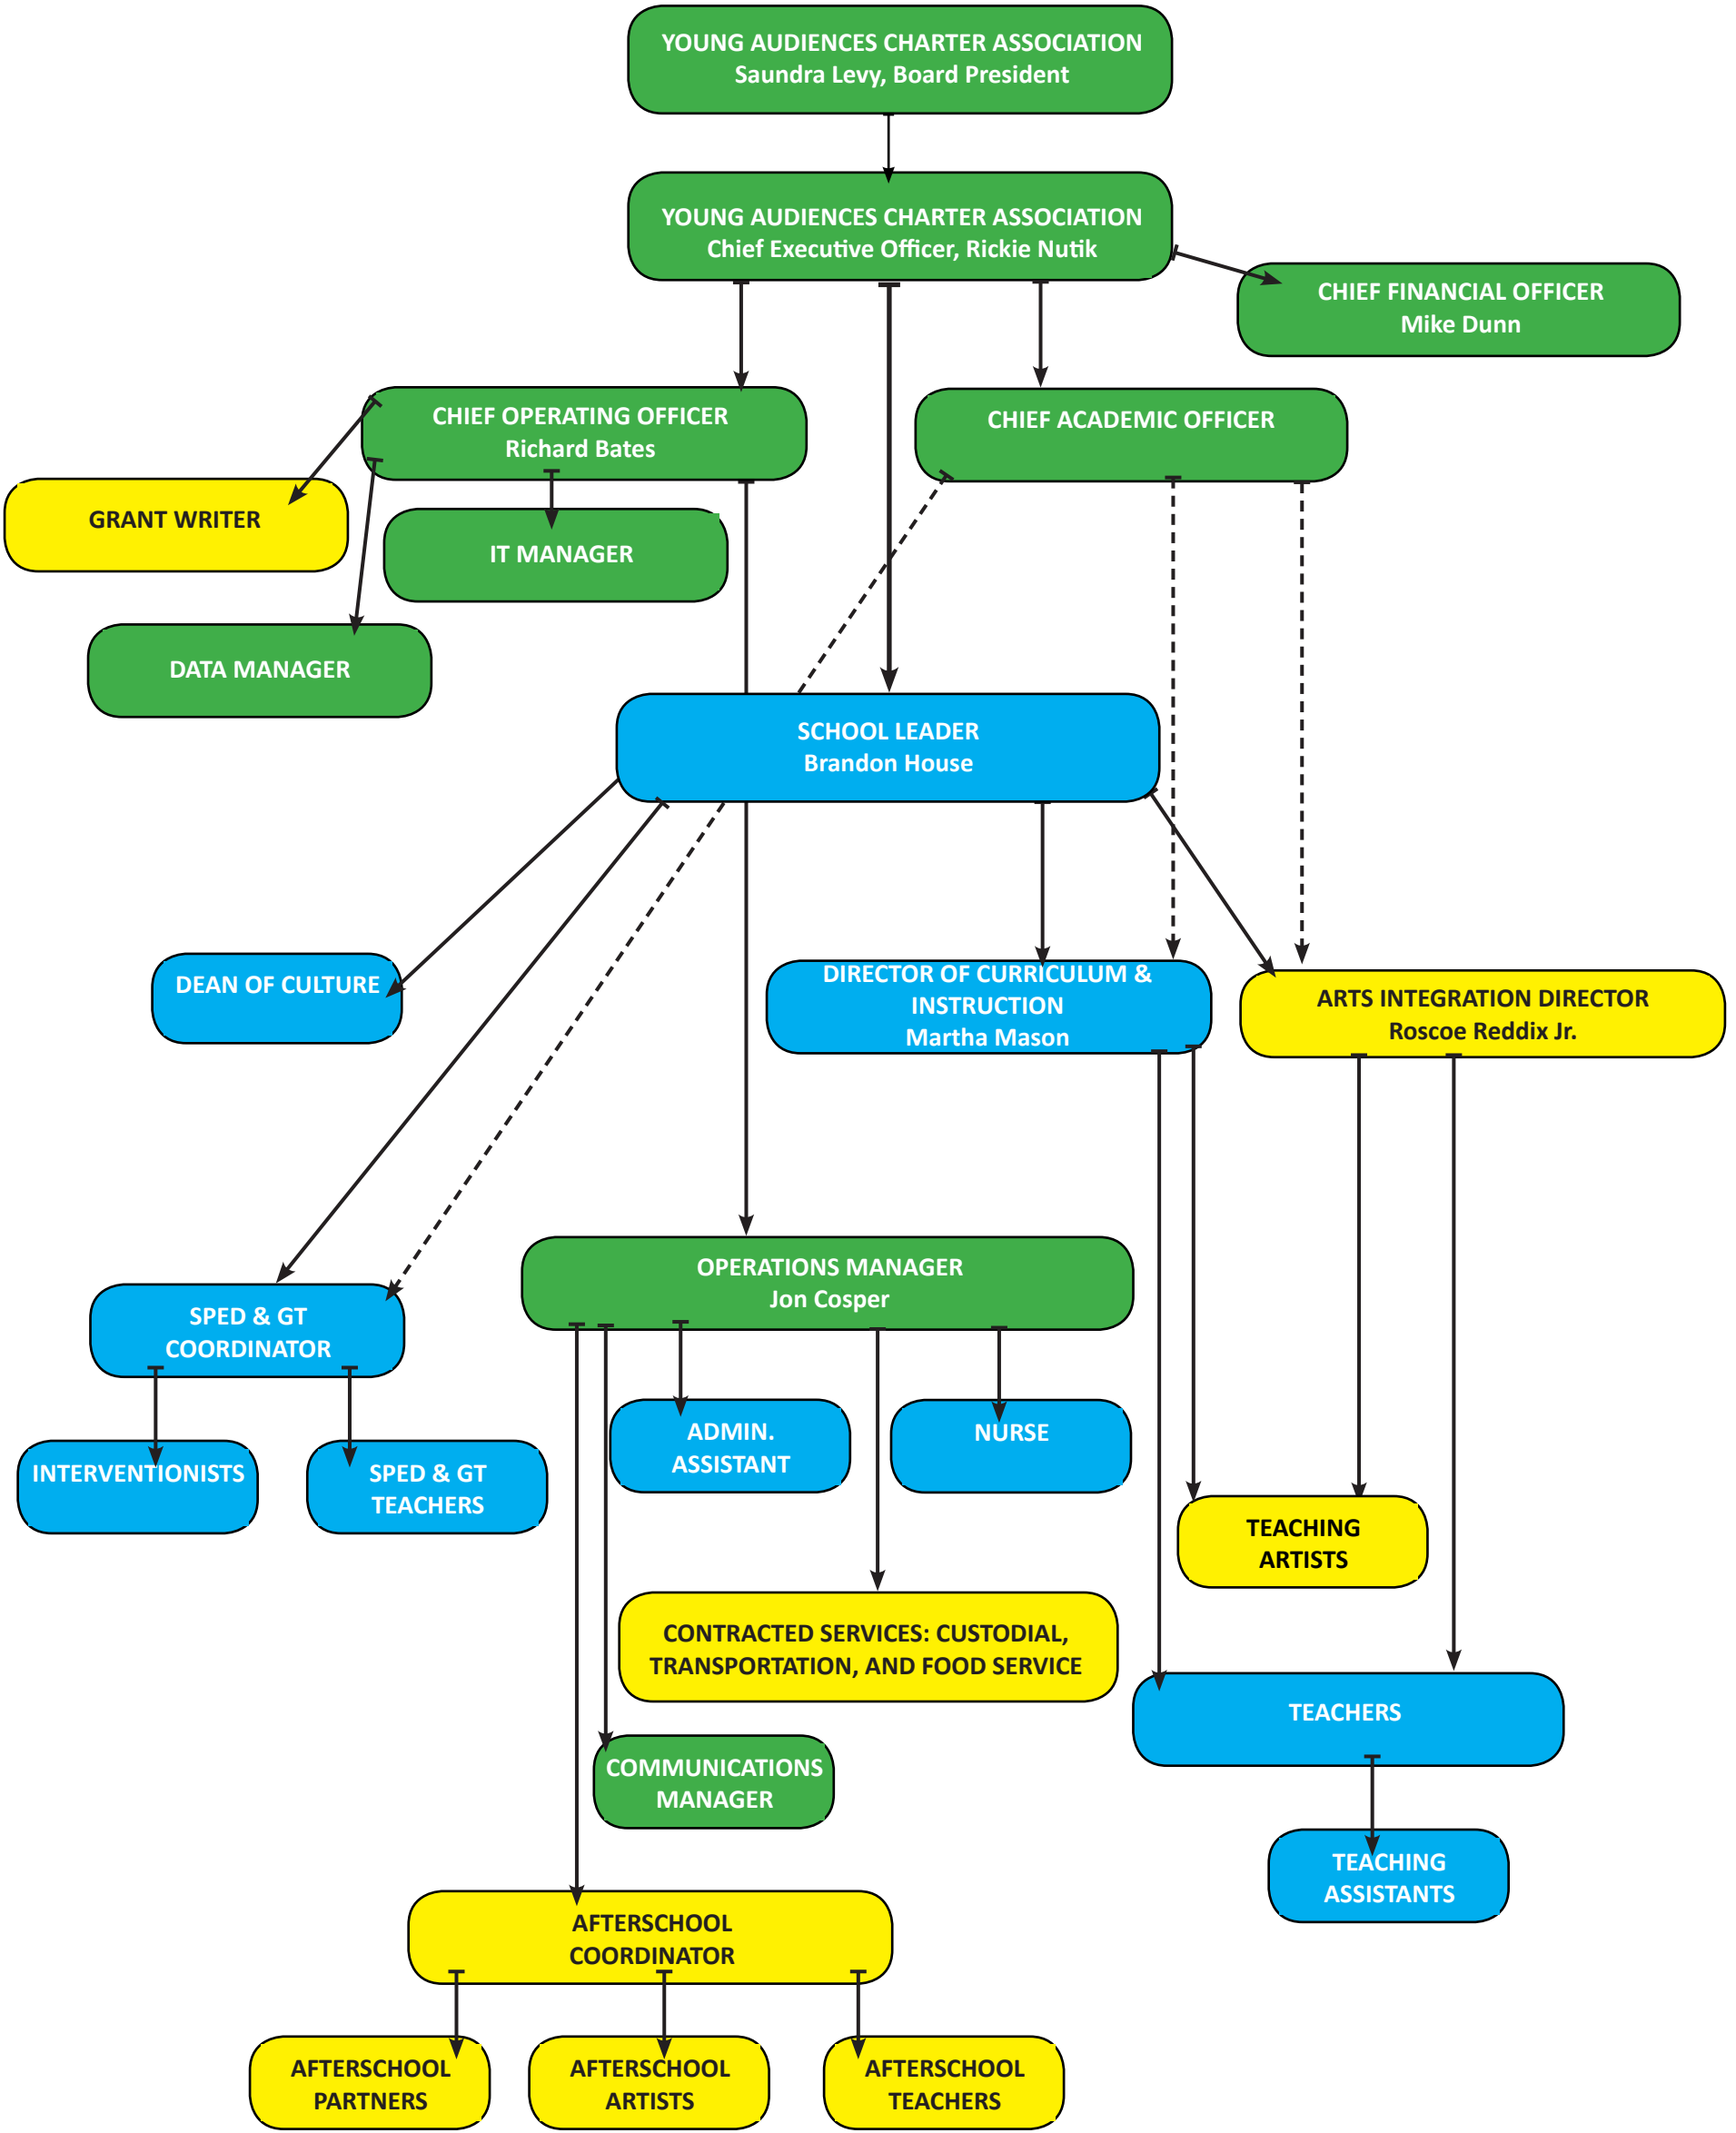 YOUNG AUDIENCES CHARTER ASSOCIATION
Saundra Levy, Board President
YOUNG AUDIENCES CHARTER ASSOCIATION
Chief Executive Officer, Rickie Nutik
CHIEF FINANCIAL OFFICER
Mike Dunn
CHIEF OPERATING OFFICER
Richard Bates
CHIEF ACADEMIC OFFICER
GRANT WRITER
IT MANAGER
DATA MANAGER
SCHOOL LEADER
Brandon House
DEAN OF CULTURE
DIRECTOR OF CURRICULUM &
INSTRUCTION
Martha Mason
ARTS INTEGRATION DIRECTOR
Roscoe Reddix Jr.
OPERATIONS MANAGER
Jon Cosper
SPED & GT
COORDINATOR
INTERVENTIONISTS
SPED & GT
TEACHERS
ADMIN.
ASSISTANT
NURSE
TEACHING
ARTISTS
CONTRACTED SERVICES: CUSTODIAL,
TRANSPORTATION, AND FOOD SERVICE
TEACHERS
COMMUNICATIONS
MANAGER
TEACHING
ASSISTANTS
AFTERSCHOOL
COORDINATOR
AFTERSCHOOL
PARTNERS
AFTERSCHOOL
ARTISTS
AFTERSCHOOL
TEACHERS